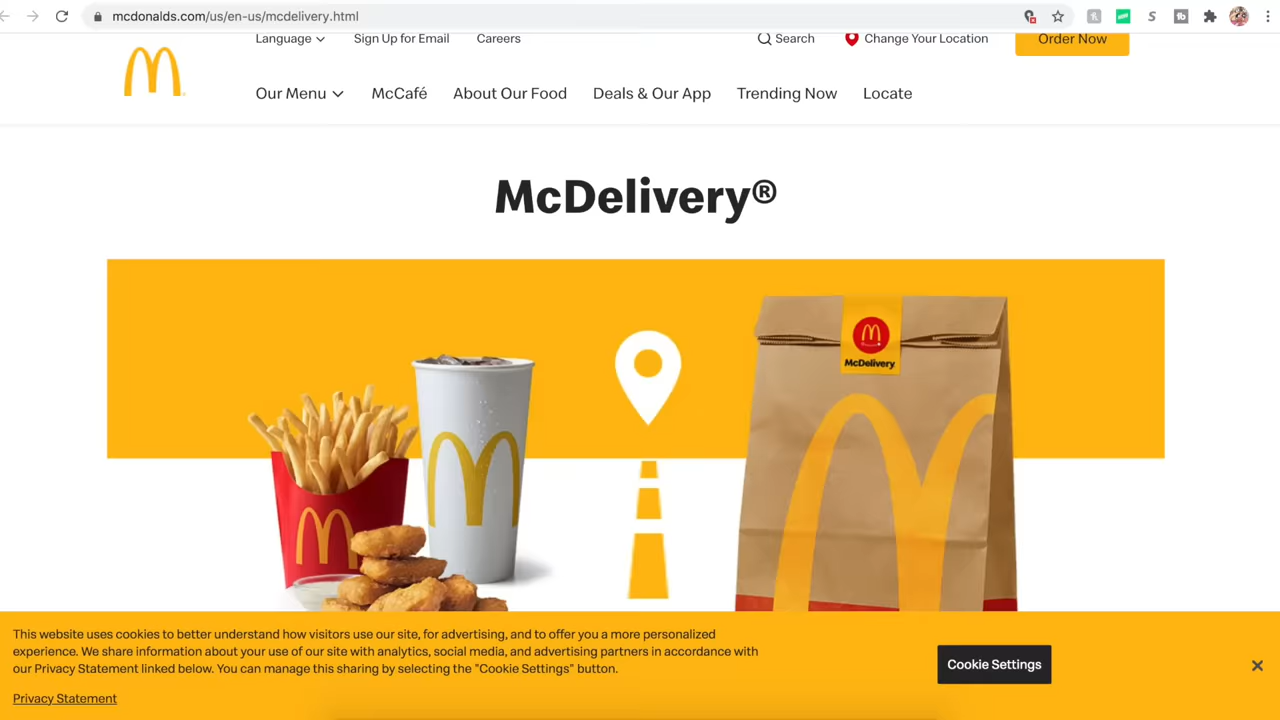 mcdonalds.com/us/en-us/mcdelivery.html
Language Sign Up for Email Careers Search Change Your Location Order Now
Our Menu McCafé About Our Food Deals & Our App Trending Now Locate
McDelivery®
McDelivery
This website uses cookies to better understand how visitors use our site, for advertising, and to offer you a more personalized
experience. We share information about your use of our site with analytics, social media, and advertising partners in accordance with
our Privacy Statement linked below. You can manage this sharing by selecting the "Cookie Settings" button.
Cookie Settings
Privacy Statement